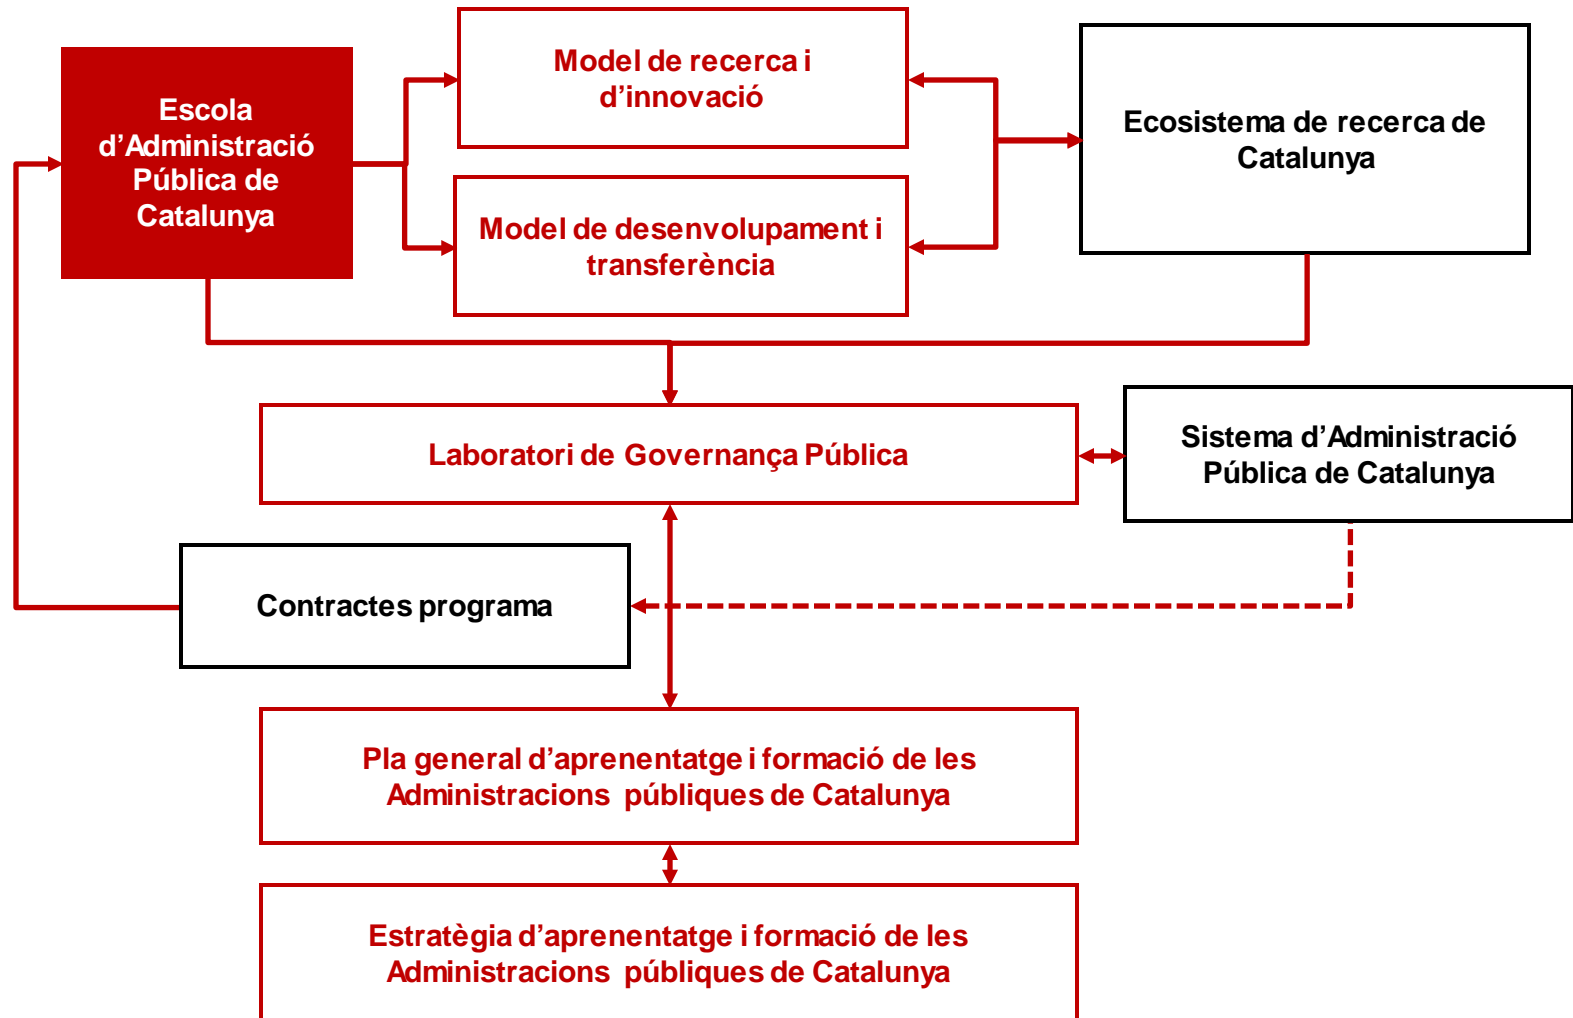 Escola
d’Administració
Pública de
Catalunya
Model de recerca i
d’innovació
Model de desenvolupament i
transferència
Ecosistema de recerca de
Catalunya
Laboratori de Governança Pública
Sistema d’Administració
Pública de Catalunya
Contractes programa
Pla general d’aprenentatge i formació de les
Administracions públiques de Catalunya
Estratègia d’aprenentatge i formació de les
Administracions públiques de Catalunya